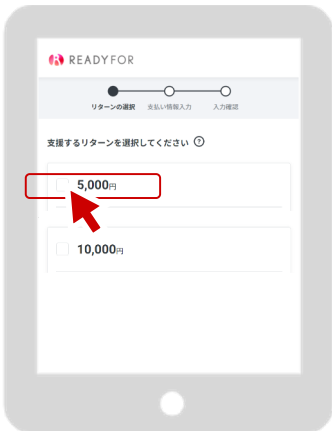 READYFOR
リターンの選択 支払い情報入力 入力確認
支援するリターンを選択してください ?
5,000円
10,000円